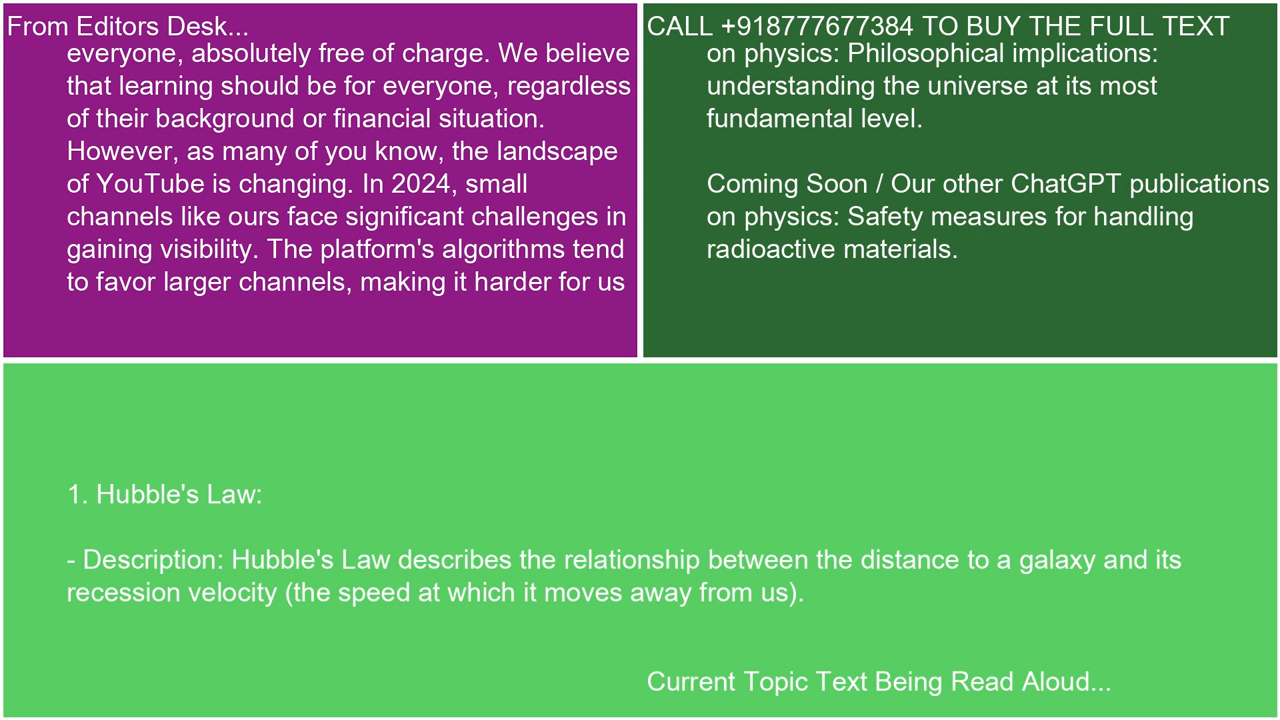 From Editors Desk...
everyone, absolutely free of charge. We believe
that learning should be for everyone, regardless
of their background or financial situation.
However, as many of you know, the landscape
of YouTube is changing. In 2024, small
channels like ours face significant challenges in
gaining visibility. The platform's algorithms tend
to favor larger channels, making it harder for us
CALL +918777677384 TO BUY THE FULL TEXT
on physics: Philosophical implications:
understanding the universe at its most
fundamental level.
Coming Soon / Our other ChatGPT publications
on physics: Safety measures for handling
radioactive materials.
1. Hubble's Law:
- Description: Hubble's Law describes the relationship between the distance to a galaxy and its
recession velocity (the speed at which it moves away from us).
Current Topic Text Being Read Aloud...